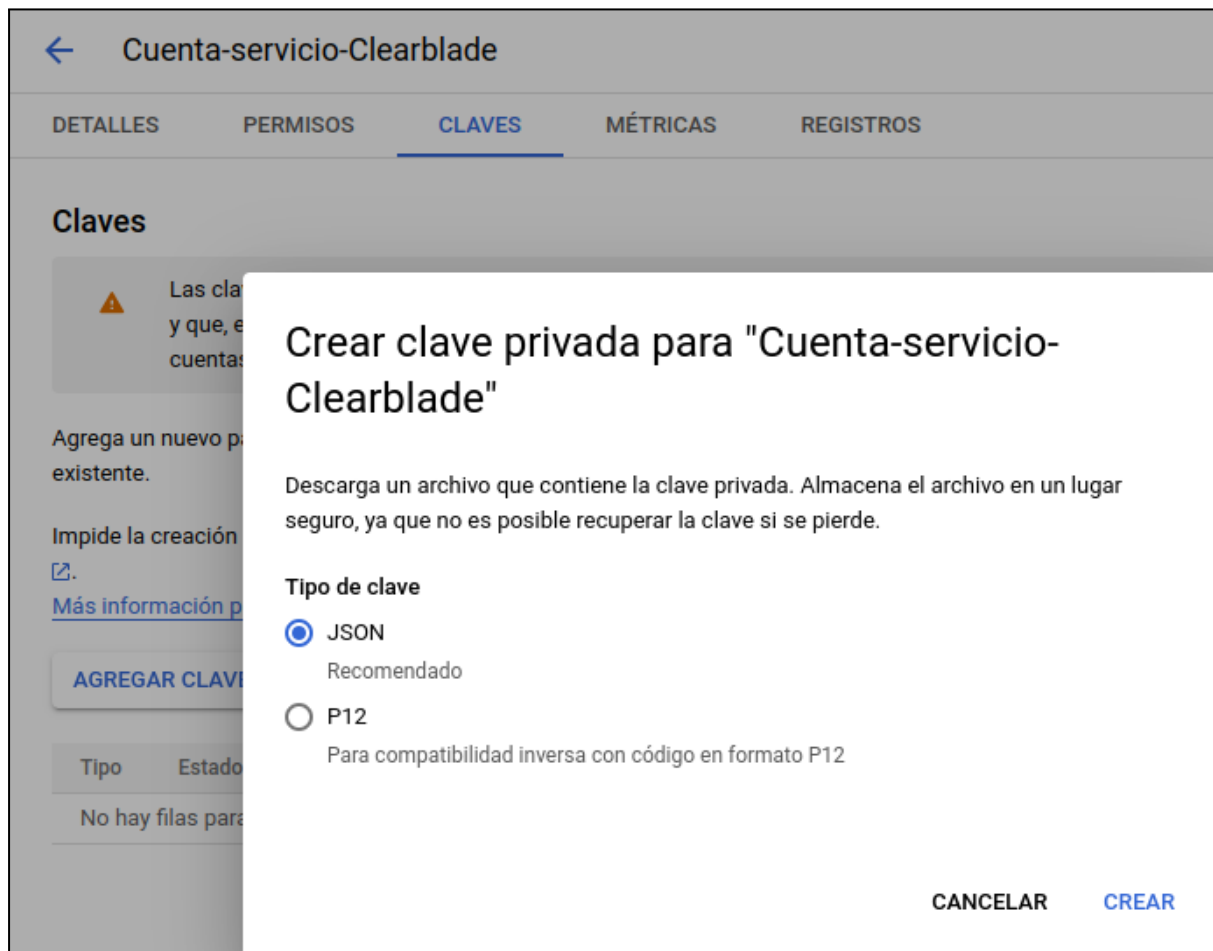 Cuenta-servicio-Clearblade
DETALLES PERMISOS CLAVES MÉTRICAS REGISTROS
Claves
Las
y que,
cuentas
Agrega un nuevo
existente.
Impide la creación
.
Más información
AGREGAR CLAVE
Tipo Estado
No hay filas para
Crear clave privada para "Cuenta-servicio-
Clearblade"
Descarga un archivo que contiene la clave privada. Almacena el archivo en un lugar
seguro, ya que no es posible recuperar la clave si se pierde.
Tipo de clave
JSON
Recomendado
P12
Para compatibilidad inversa con código en formato P12
CANCELAR CREAR